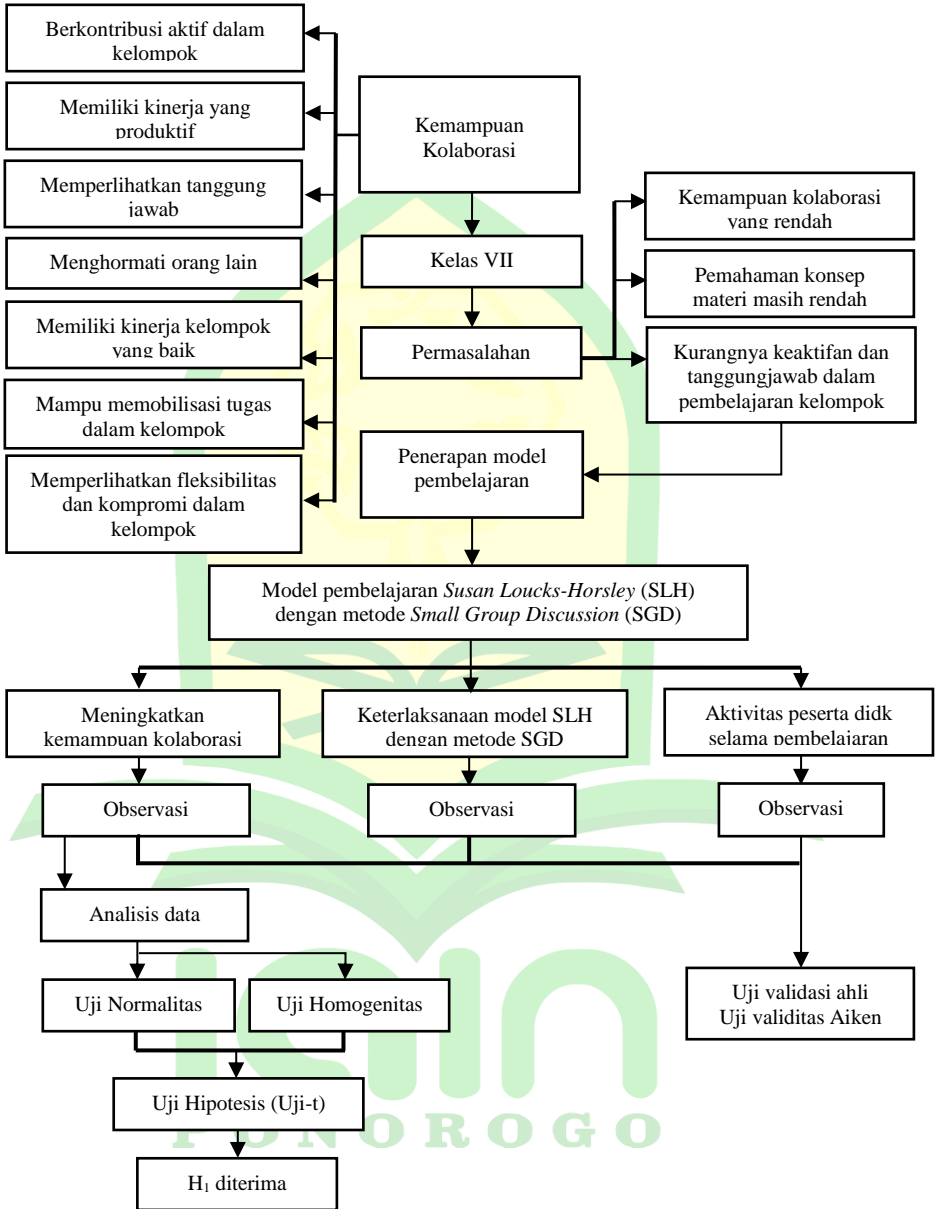 Berkontribusi aktif dalam
kelompok
Memiliki kinerja yang
produktif
Memperlihatkan tanggung
jawab
Menghormati orang lain
Memiliki kinerja kelompok
yang baik
Mampu memobilisasi tugas
dalam kelompok
Memperlihatkan fleksibilitas
dan kompromi dalam
kelompok
Kemampuan
Kolaborasi
Kelas VII
Permasalahan
Kemampuan kolaborasi
yang rendah
Pemahaman konsep
materi masih rendah
Kurangnya keaktifan dan
tanggungjawab dalam
pembelajaran kelompok
Penerapan model
pembelajaran
Model pembelajaran Susan Loucks-Horsley (SLH)
dengan metode Small Group Discussion (SGD)
Meningkatkan
kemampuan kolaborasi
Keterlaksanaan model SLH
dengan metode SGD
Aktivitas peserta didk
selama pembelajaran
Observasi
Observasi
Observasi
Analisis data
Uji Normalitas
Uji Homogenitas
Uji validasi ahli
Uji validitas Aiken
Uji Hipotesis (Uji-t)
H₁ diterima
iain
PONOROGO